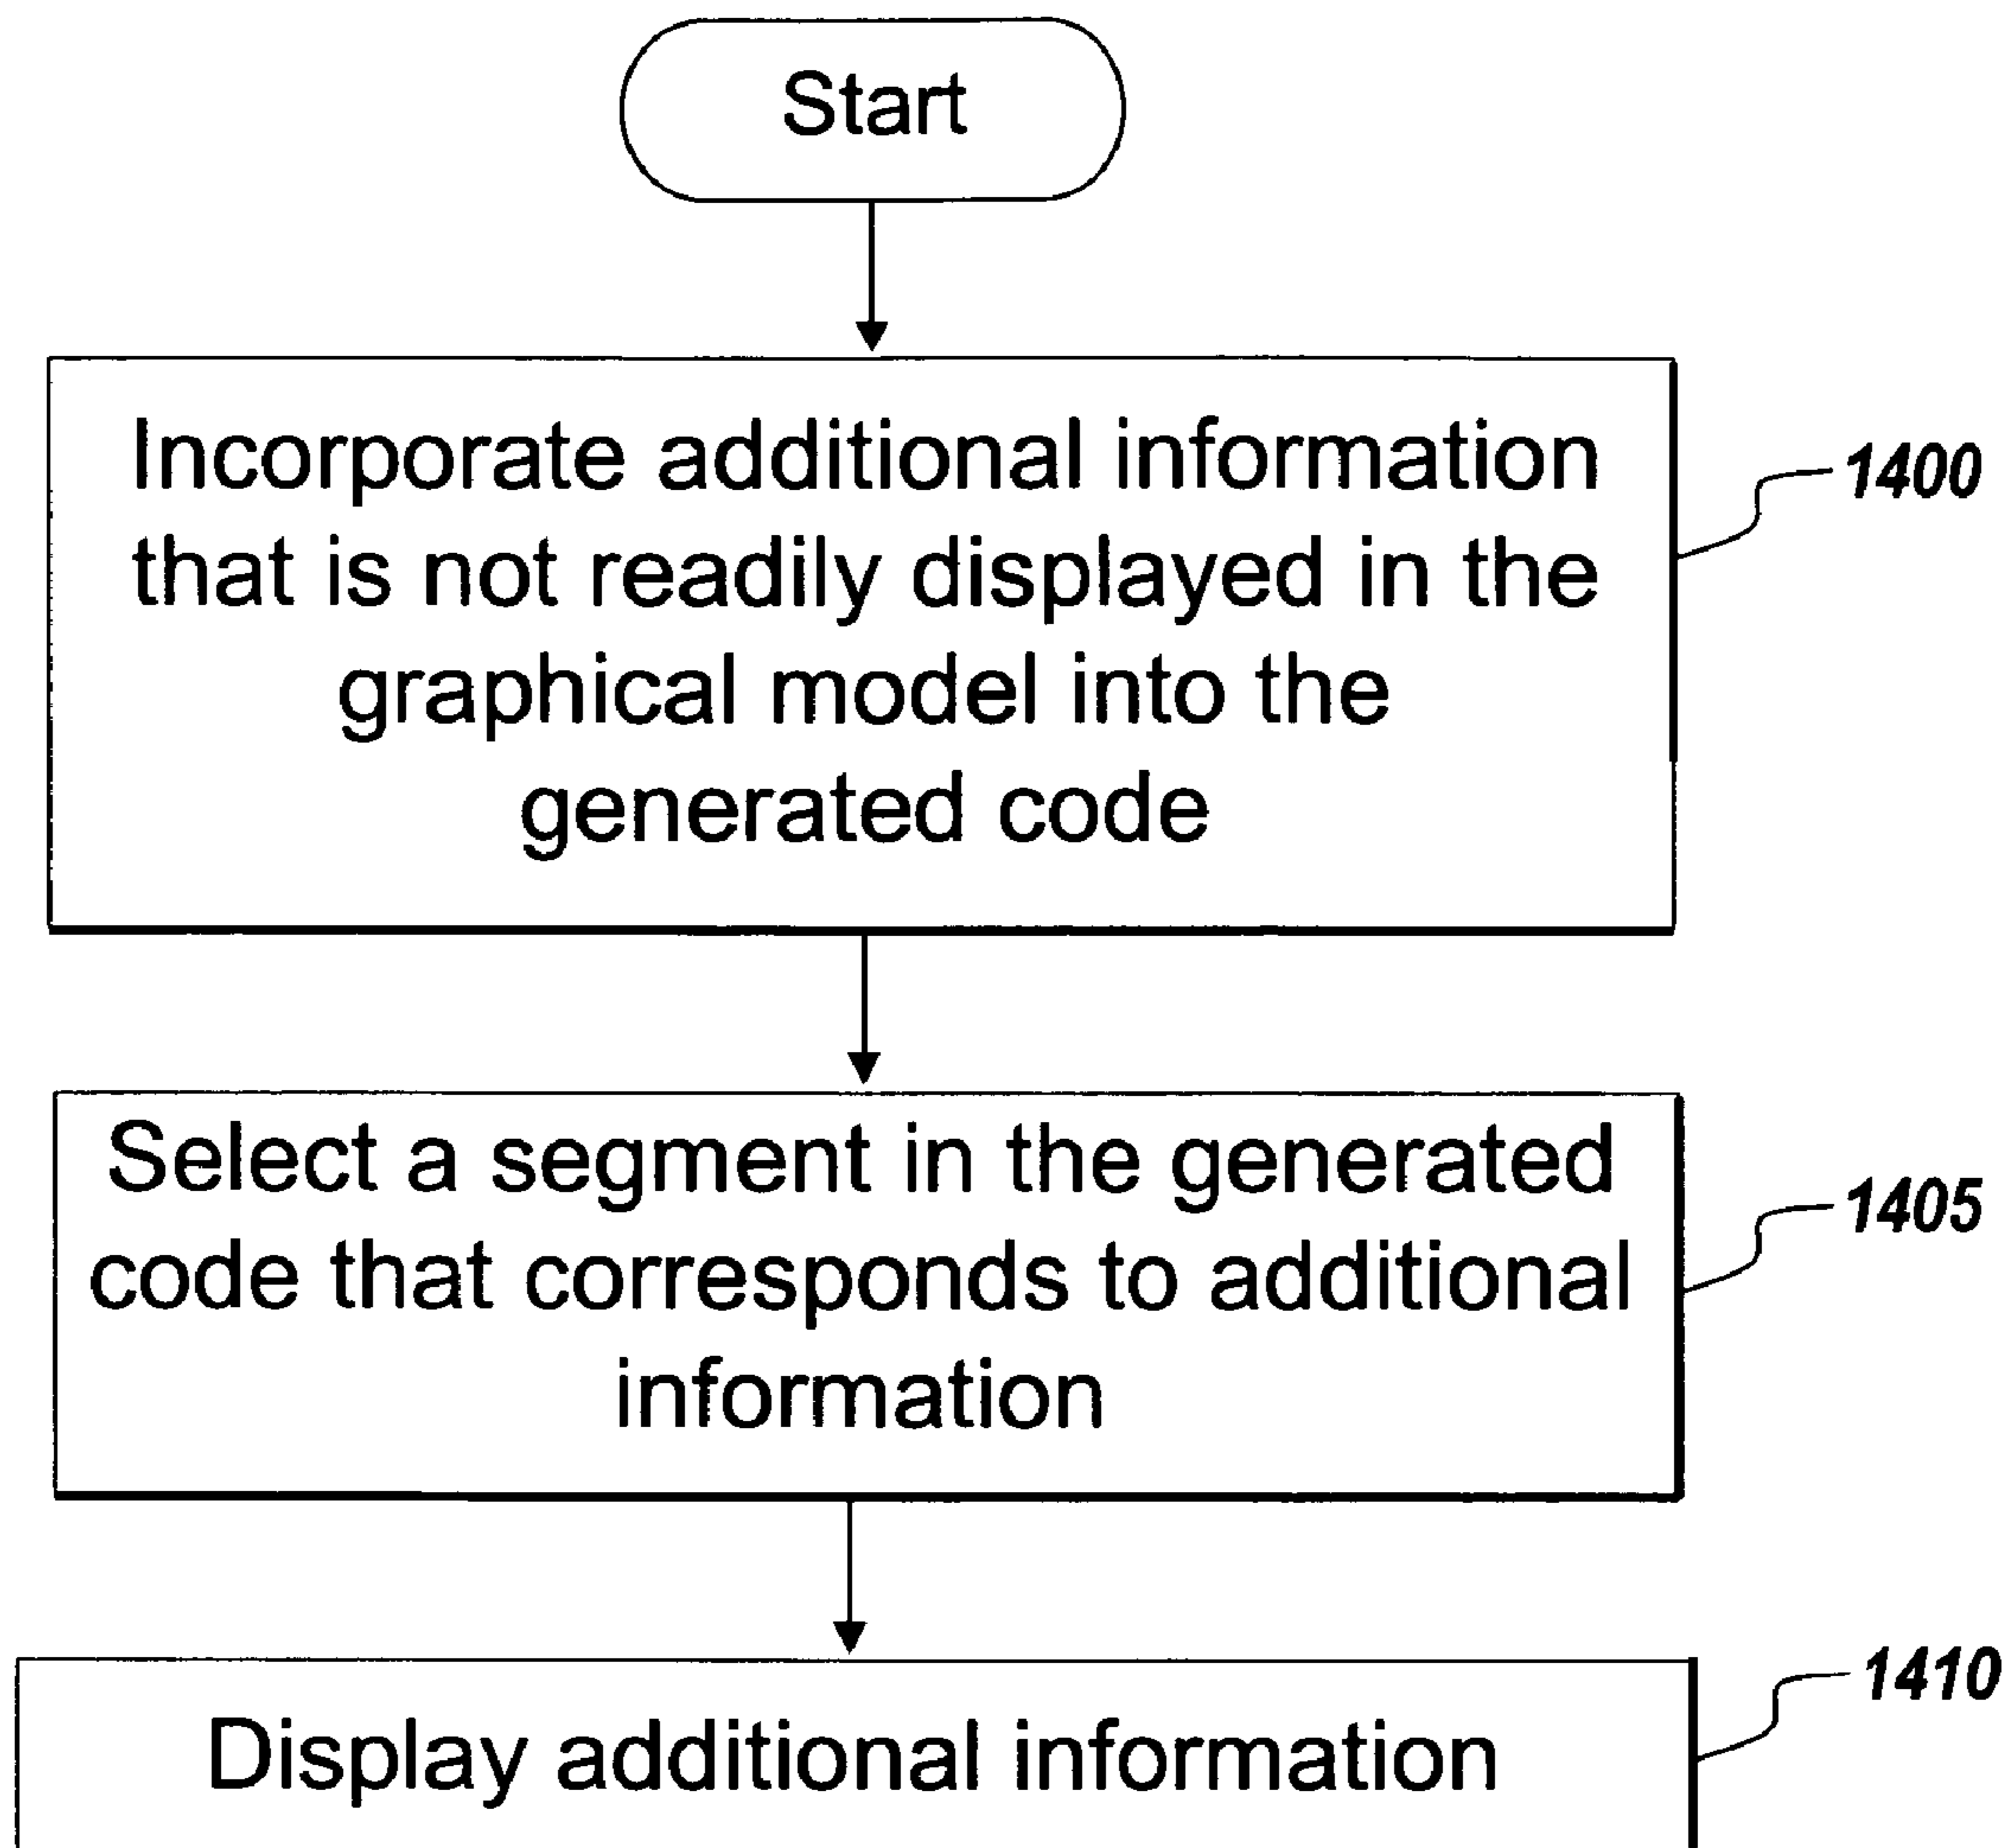 Start
Incorporate additional information
that is not readily displayed in the
graphical model into the
generated code
1400
Select a segment in the generated
code that corresponds to additional
information
1405
Display additional information
1410